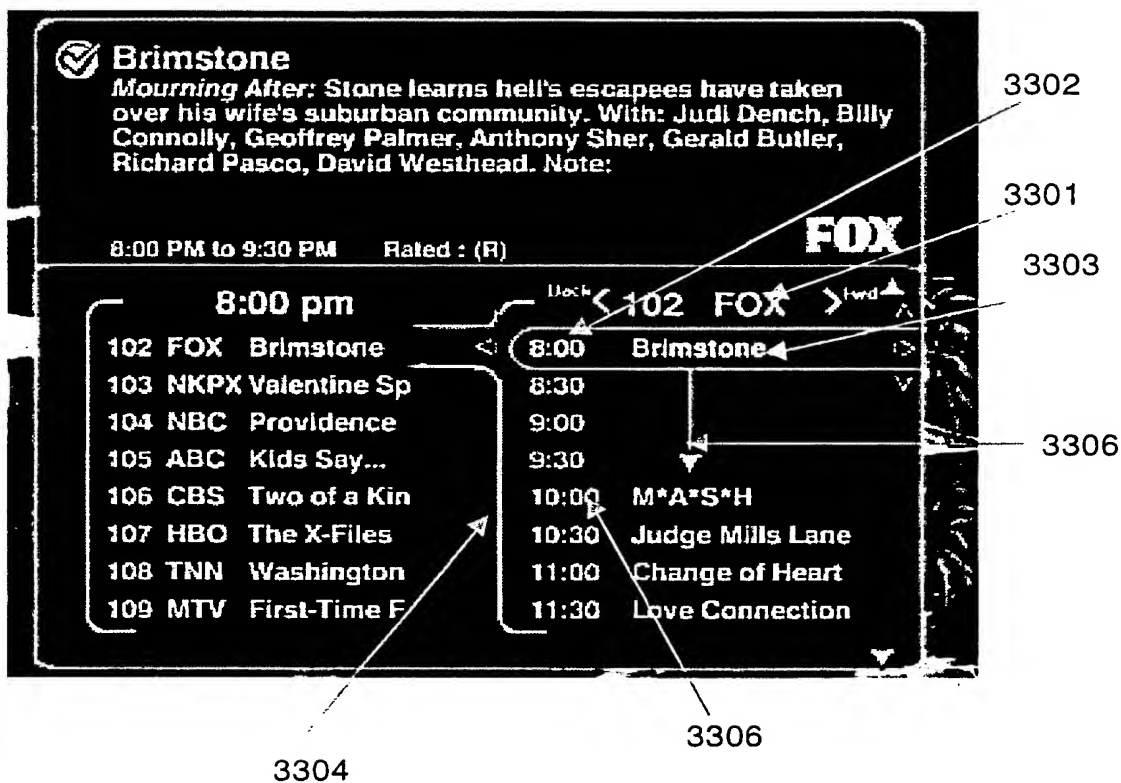 Brimstone
Mourning After: Stone learns hell's escapees have taken
over his wife's suburban community. With: Judi Dench, Billy
Connolly, Geoffrey Palmer, Anthony Sher, Gerald Butler,
Richard Pasco, David Westhead. Note:
8:00 PM to 9:30 PM Rated : (R)
FOX
8:00 pm
102 FOX Brimstone
103 NKPX Valentine Sp
104 NBC Providence
105 ABC Kids Say...
106 CBS Two of a Kin
107 HBO The X-Files
108 TNN Washington
109 MTV First-Time F
Back < 102 FOX > Fwd
8:00 Brimstone
8:30
9:00
9:30
10:00 M*A*S*H
10:30 Judge Mills Lane
11:00 Change of Heart
11:30 Love Connection
3302
3301
3303
3306
3306
3304